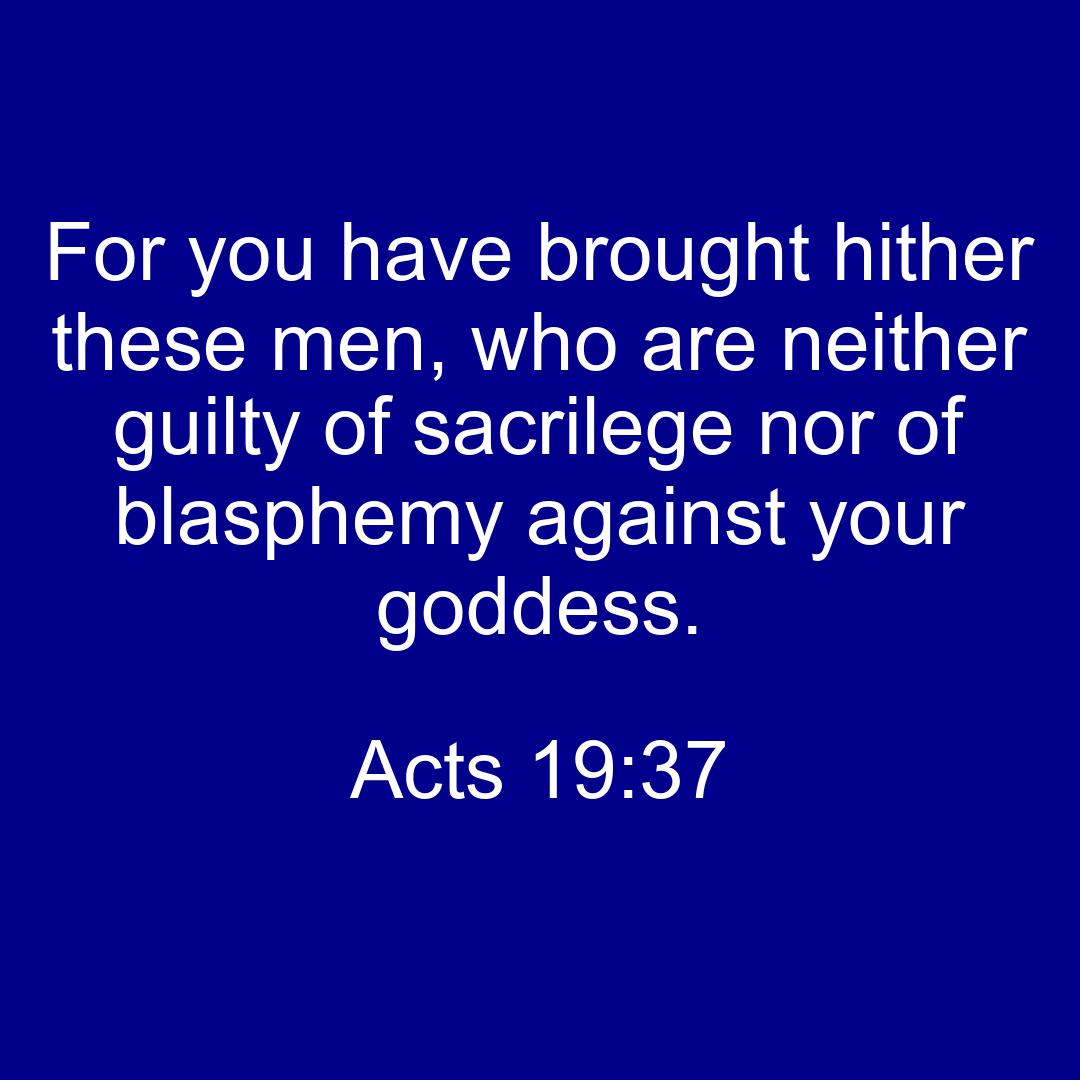 For you have brought hither
these men, who are neither
guilty of sacrilege nor of
blasphemy against your
goddess.
Acts 19:37